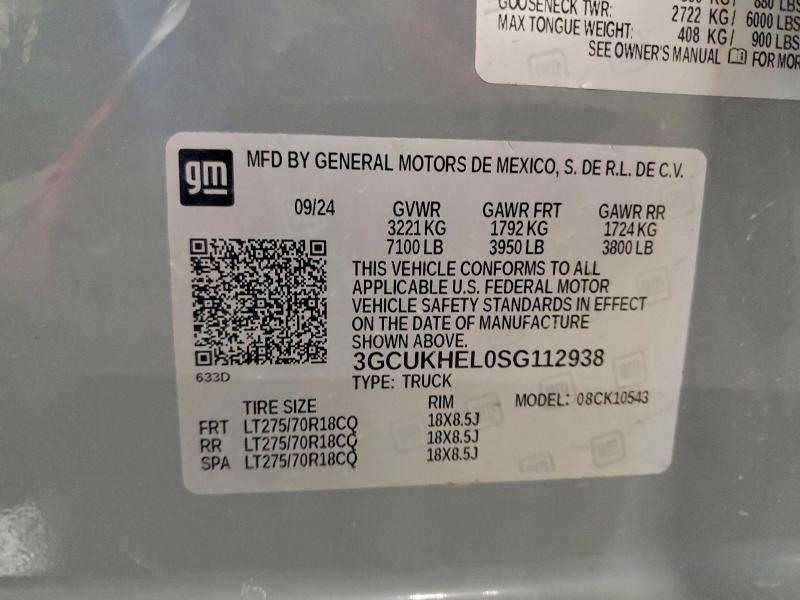 880 LBS
GOOSENECK TWR: 2722 KG/ 6000 LBS
MAX TONGUE WEIGHT: 408 KG/ 900 LBS
SEE OWNER'S MANUAL FOR MOR
gm
MFD BY GENERAL MOTORS DE MEXICO, S. DE R.L. DE C.V.
09/24 GVWR GAWR FRT GAWR RR
3221 KG 1792 KG 1724 KG
7100 LB 3950 LB 3800 LB
THIS VEHICLE CONFORMS TO ALL
APPLICABLE U.S. FEDERAL MOTOR
VEHICLE SAFETY STANDARDS IN EFFECT
ON THE DATE OF MANUFACTURE
SHOWN ABOVE.
3GCUKHEL0SG112938
633D
TYPE: TRUCK
TIRE SIZE RIM MODEL: 08CK10543
FRT LT275/70R18CQ 18X8.5J
RR LT275/70R18CQ 18X8.5J
SPA LT275/70R18CQ 18X8.5J